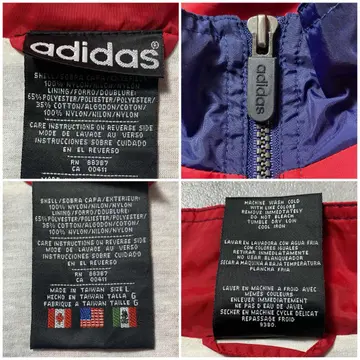 adidas
SHELL/SOBRA CAPA/EXTERIEUR:
100% NYLON/NILON/NYLON
LINING/FORRO/DOUBLURE:
65% POLYESTER/POLIESTER/POLYESTER
35% COTTON/ALGODON/COTON
100% NYLON/NILON/NYLON
CARE INSTRUCTIONS ON REVERSE SIDE
MODE DE LAVAGE AU VERSO
INSTRUCCIONES SOBRE CUIDADO
EN EL REVERSO
RN 88387
CA 00411
adidas
SHELL/SOBRA CAPA/EXTERIEUR:
100% NYLON/NILON/NYLON
LINING/FORRO/DOUBLURE:
65% POLYESTER/POLIESTER/POLYESTER
35% COTTON/ALGODON/COTON
100% NYLON/NILON/NYLON
CARE INSTRUCTIONS ON REVERSE SIDE
MODE DE LAVAGE AU VERSO
INSTRUCCIONES SOBRE CUIDADO
EN EL REVERSO
RN 88387
CA 00411
MADE IN TAIWAN SIZE L
HECHO EN TAIWAN TALLA G
FABRIQUE EN TAIWAN TAILLE G
MACHINE WASH COLD
WITH LIKE COLORS
REMOVE IMMEDIATELY
DO NOT BLEACH
TUMBLE DRY LOW
COOL IRON
LAVAR EN LAVADORA CON AGUA FRIA
CON COLORES IGUALES
RETIRAR INMEDIATAMENTE
NO USAR BLANQUEADOR
SECAR A MAQUINA BAJA TEMPERATURA
PLANCHA FRIA
LAVER EN MACHINE A FROID AVEC
MEMES COULEURS
ENLEVER IMMEDIATEMENT
NE PAS D'EAU DE JAVEL
SECHER MACHINE CYCLE DELICAT
REPASSAGE FROID
9380.